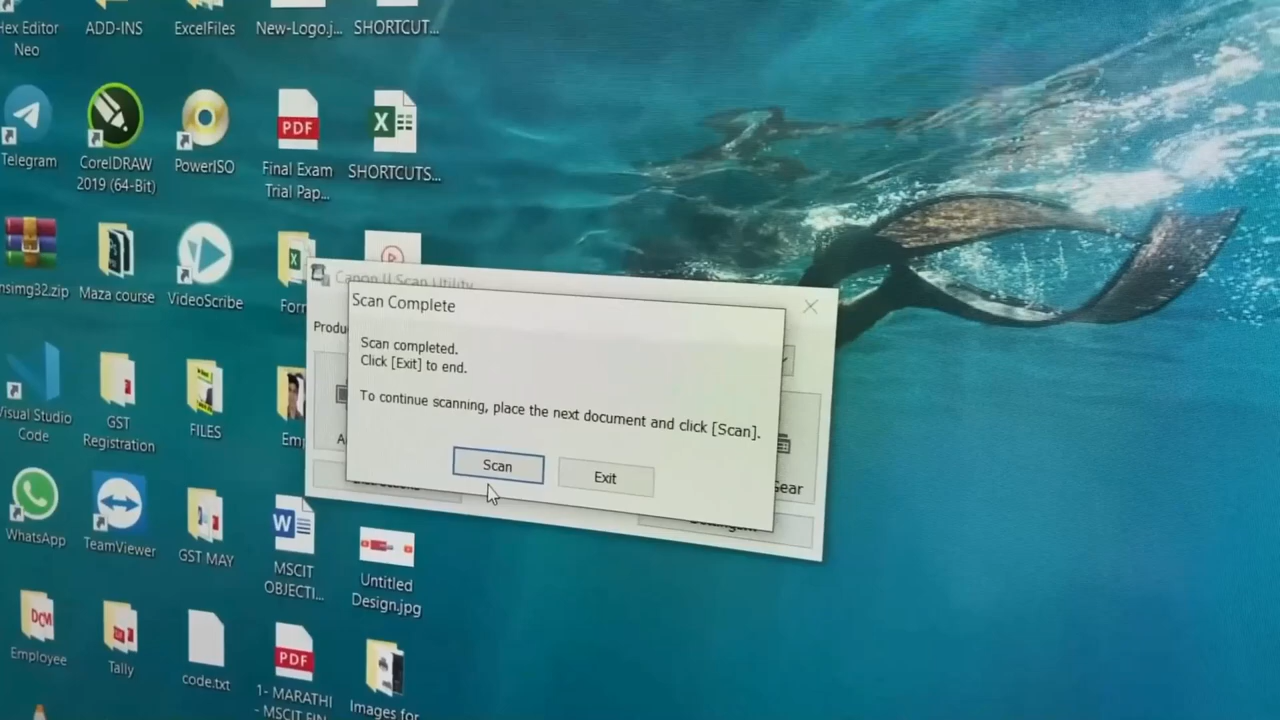 Hex Editor
Neo
ADD-INS
ExcelFiles
New-Logo.j...
SHORTCUT...
Telegram
CorelDRAW
2019 (64-Bit)
PowerISO
PDF
Final Exam
Trial Pap...
SHORTCUTS...
nsimg32.zip
Maza course
VideoScribe
Canon IJ Scan Utility
Scan Complete
Scan completed.
Click [Exit] to end.
To continue scanning, place the next document and click [Scan].
Scan
Exit
Visual Studio
Code
GST
Registration
FILES
WhatsApp
TeamViewer
GST MAY
MSCIT
OBJECTI...
Untitled
Design.jpg
Employee
Tally
code.txt
PDF
1- MARATHI
- MSCIT FIN
Images for